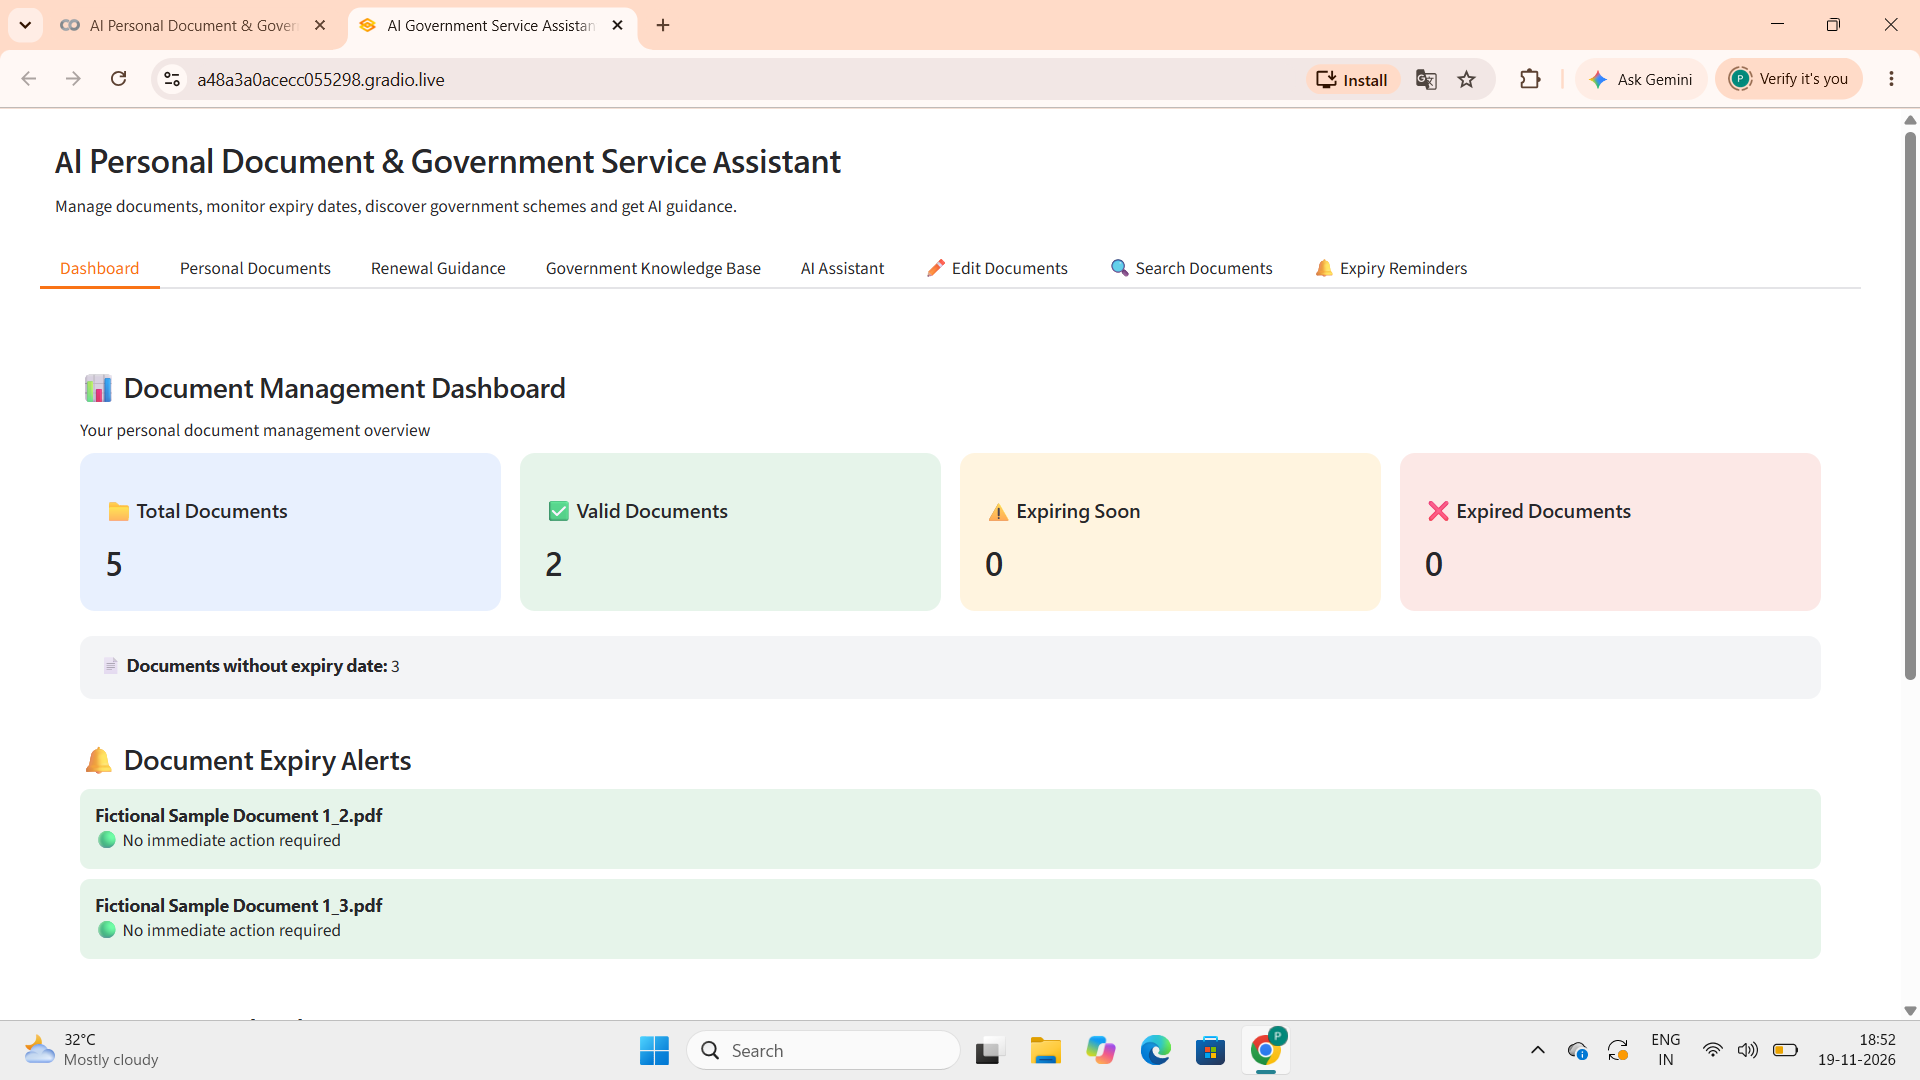 AI Personal Document & Gover
AI Government Service Assistan
a48a3a0acecc055298.gradio.live
Install
Ask Gemini
P
Verify it's you
AI Personal Document & Government Service Assistant
Manage documents, monitor expiry dates, discover government schemes and get AI guidance.
Dashboard
Personal Documents
Renewal Guidance
Government Knowledge Base
AI Assistant
Edit Documents
Search Documents
Expiry Reminders
Document Management Dashboard
Your personal document management overview
Total Documents
5
Valid Documents
2
Expiring Soon
0
Expired Documents
0
Documents without expiry date: 3
Document Expiry Alerts
Fictional Sample Document 1_2.pdf
No immediate action required
Fictional Sample Document 1_3.pdf
No immediate action required
32°C
Mostly cloudy
Search
P
ENG
IN
18:52
19-11-2026